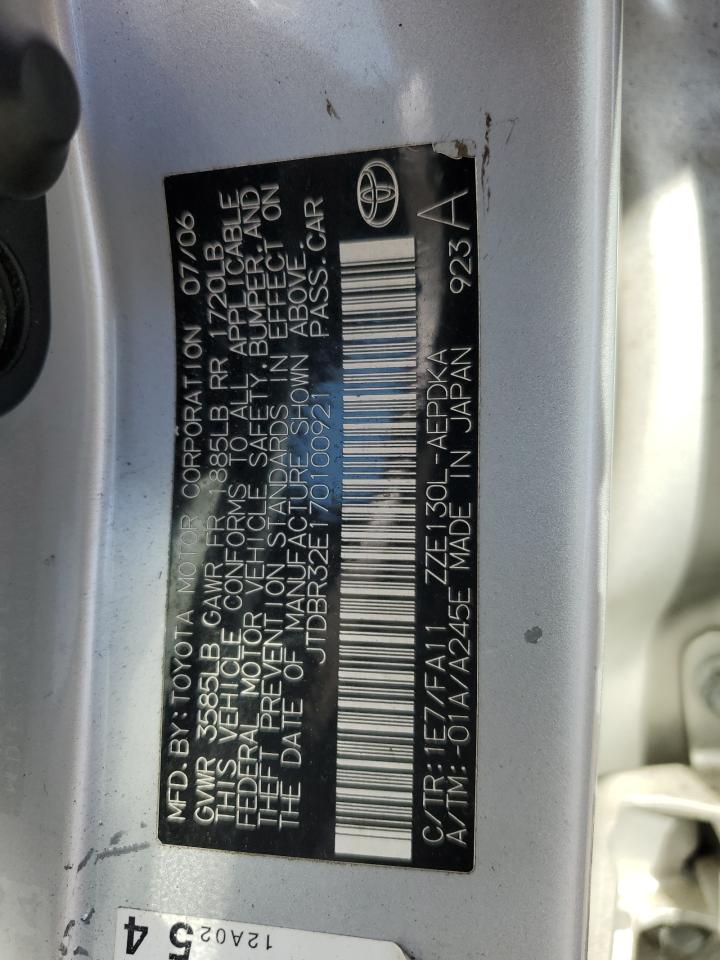 MFD. BY: TOYOTA MOTOR CORPORATION 07/06
GVWR 3585LB GAWR FR 1885LB RR 1720LB
THIS VEHICLE CONFORMS TO ALL APPLICABLE
FEDERAL MOTOR VEHICLE SAFETY, BUMPER, AND
THEFT PREVENTION STANDARDS IN EFFECT ON
THE DATE OF MANUFACTURE SHOWN ABOVE.
JTDBR32E170100921 PASS. CAR
C/TR: 1E7/FA11 ZZE130L-AEPDKA 923 A
A/TM: -01A/A245E MADE IN JAPAN
12A02
54